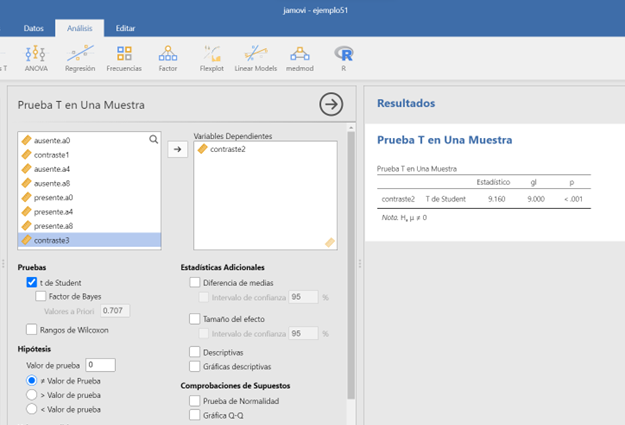 jamovi - ejemplo51
Datos Análisis Editar
s T ANOVA Regresión Frecuencias Factor Flexplot Linear Models medmod R
R
Prueba T en Una Muestra
ausente.a0
contraste1
ausente.a4
ausente.a8
presente.a0
presente.a4
presente.a8
contraste3
Variables Dependientes
contraste2
Pruebas
t de Student
Factor de Bayes
Valores a Priori 0.707
Rangos de Wilcoxon
Hipótesis
Valor de prueba 0
≠ Valor de Prueba
> Valor de prueba
< Valor de prueba
Estadísticas Adicionales
Diferencia de medias
Intervalo de confianza 95 %
Tamaño del efecto
Intervalo de confianza 95 %
Descriptivas
Gráficas descriptivas
Comprobaciones de Supuestos
Prueba de Normalidad
Gráfica Q-Q
Resultados
Prueba T en Una Muestra
Prueba T en Una Muestra
Estadístico gl p
contraste2 T de Student 9.160 9.000 < .001
Nota. Hₐ μ ≠ 0